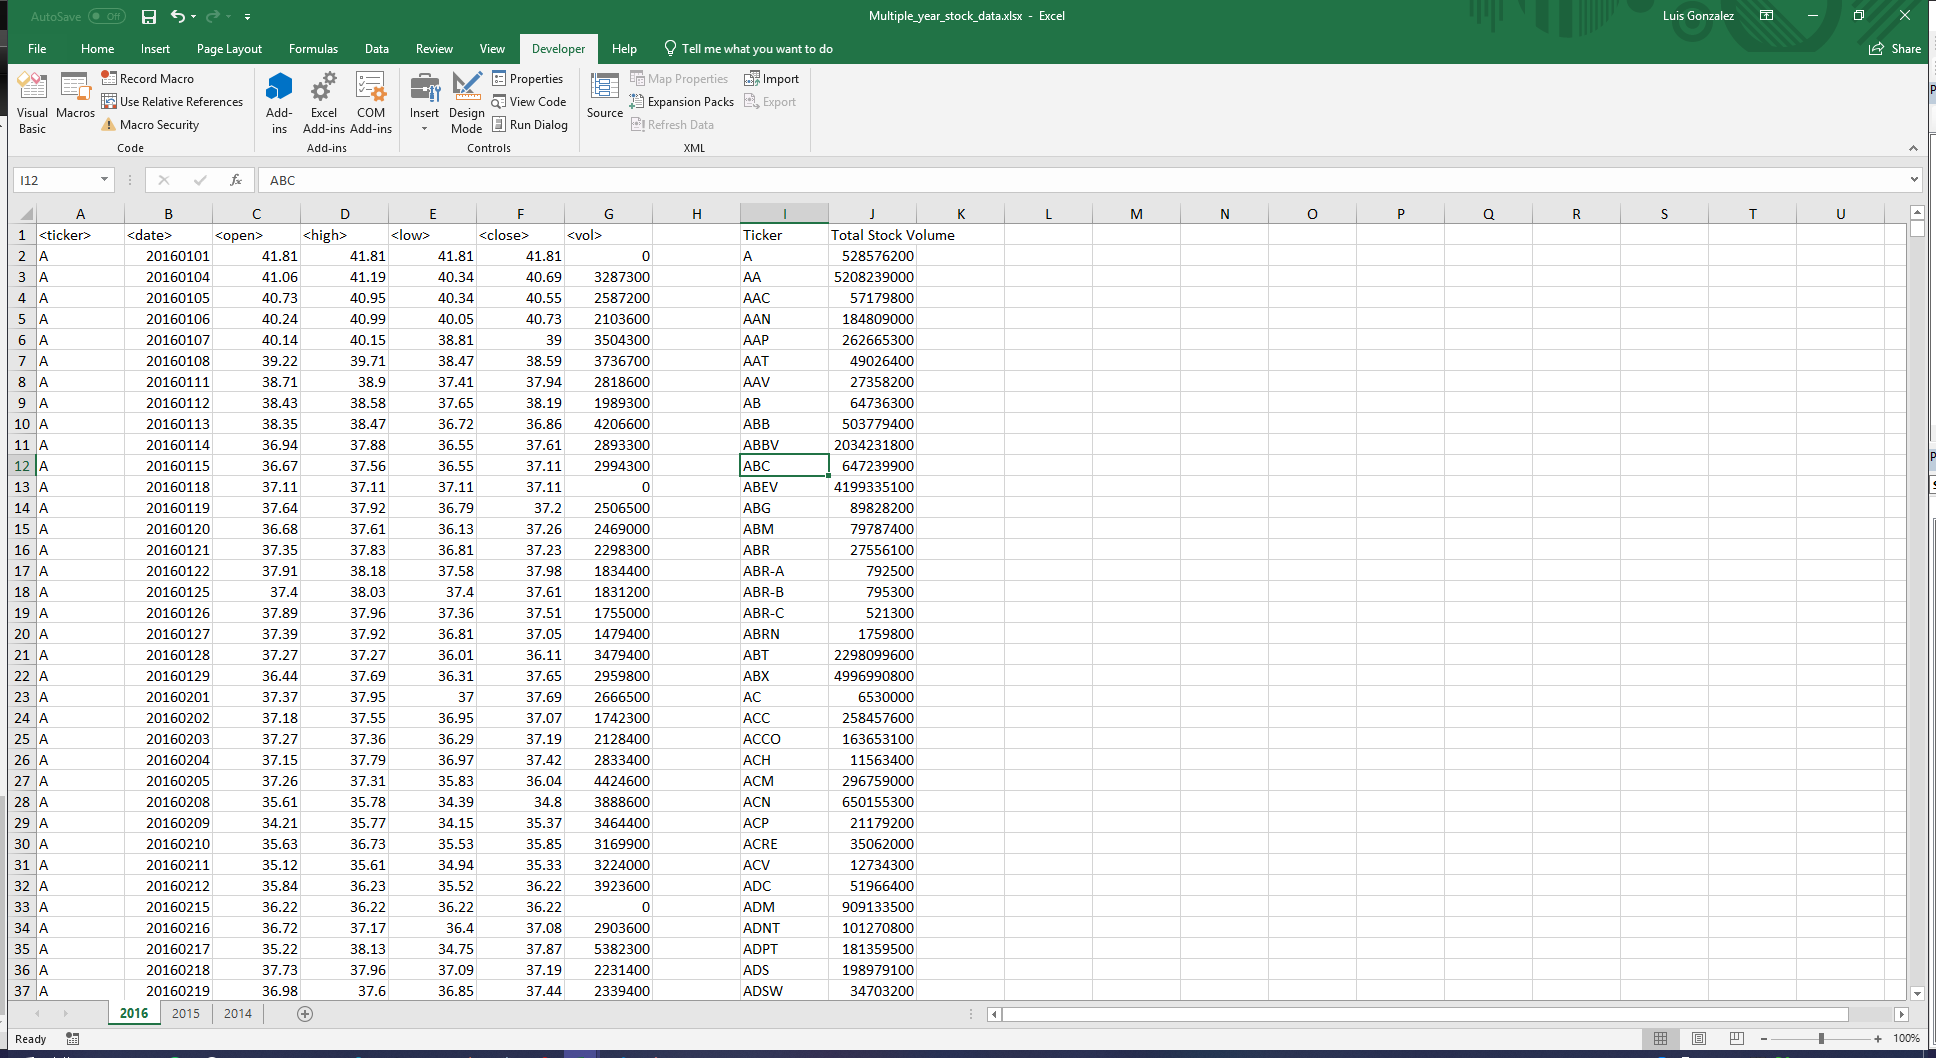 AutoSave Off Multiple_year_stock_data.xlsx - Excel Luis Gonzalez
File Home Insert Page Layout Formulas Data Review View Developer Help Tell me what you want to do Share
Visual Basic
Macros
Record Macro
Use Relative References
Macro Security
Code
Add-ins
Excel Add-ins
COM Add-ins
Add-ins
Insert
Design Mode
Properties
View Code
Run Dialog
Controls
Source
Map Properties
Expansion Packs
Refresh Data
Import
Export
XML
I12 fx ABC
A B C D E F G H I J K L M N O P Q R S T U
1 <ticker> <date> <open> <high> <low> <close> <vol> Ticker Total Stock Volume
2 A 20160101 41.81 41.81 41.81 41.81 0 A 528576200
3 A 20160104 41.06 41.19 40.34 40.69 3287300 AA 5208239000
4 A 20160105 40.73 40.95 40.34 40.55 2587200 AAC 57179800
5 A 20160106 40.24 40.99 40.05 40.73 2103600 AAN 184809000
6 A 20160107 40.14 40.15 38.81 39 3504300 AAP 262665300
7 A 20160108 39.22 39.71 38.47 38.59 3736700 AAT 49026400
8 A 20160111 38.71 38.9 37.41 37.94 2818600 AAV 27358200
9 A 20160112 38.43 38.58 37.65 38.19 1989300 AB 64736300
10 A 20160113 38.35 38.47 36.72 36.86 4206600 ABB 503779400
11 A 20160114 36.94 37.88 36.55 37.61 2893300 ABBV 2034231800
12 A 20160115 36.67 37.56 36.55 37.11 2994300 ABC 647239900
13 A 20160118 37.11 37.11 37.11 37.11 0 ABEV 4199335100
14 A 20160119 37.64 37.92 36.79 37.2 2506500 ABG 89828200
15 A 20160120 36.68 37.61 36.13 37.26 2469000 ABM 79787400
16 A 20160121 37.35 37.83 36.81 37.23 2298300 ABR 27556100
17 A 20160122 37.91 38.18 37.58 37.98 1834400 ABR-A 792500
18 A 20160125 37.4 38.03 37.4 37.61 1831200 ABR-B 795300
19 A 20160126 37.89 37.96 37.36 37.51 1755000 ABR-C 521300
20 A 20160127 37.39 37.92 36.81 37.05 1479400 ABRN 1759800
21 A 20160128 37.27 37.27 36.01 36.11 3479400 ABT 2298099600
22 A 20160129 36.44 37.69 36.31 37.65 2959800 ABX 4996990800
23 A 20160201 37.37 37.95 37 37.69 2666500 AC 6530000
24 A 20160202 37.18 37.55 36.95 37.07 1742300 ACC 258457600
25 A 20160203 37.27 37.36 36.29 37.19 2128400 ACCO 163653100
26 A 20160204 37.15 37.79 36.97 37.42 2833400 ACH 11563400
27 A 20160205 37.26 37.31 35.83 36.04 4424600 ACM 296759000
28 A 20160208 35.61 35.78 34.39 34.8 3888600 ACN 650155300
29 A 20160209 34.21 35.77 34.15 35.37 3464400 ACP 21179200
30 A 20160210 35.63 36.73 35.53 35.85 3169900 ACRE 35062000
31 A 20160211 35.12 35.61 34.94 35.33 3224000 ACV 12734300
32 A 20160212 35.84 36.23 35.52 36.22 3923600 ADC 51966400
33 A 20160215 36.22 36.22 36.22 36.22 0 ADM 909133500
34 A 20160216 36.72 37.17 36.4 37.08 2903600 ADNT 101270800
35 A 20160217 35.22 38.13 34.75 37.87 5382300 ADPT 181359500
36 A 20160218 37.73 37.96 37.09 37.19 2231400 ADS 198979100
37 A 20160219 36.98 37.6 36.85 37.44 2339400 ADSW 34703200
2016 2015 2014
Ready 100%